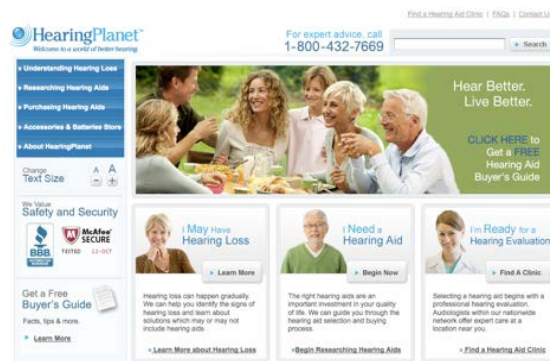 Find a Hearing Aid Clinic | FAQs | Contact Us
HearingPlanet
Welcome to a world of better hearing
For expert advice, call
1-800-432-7669
Search
Understanding Hearing Loss
Researching Hearing Aids
Purchasing Hearing Aids
Accessories & Batteries Store
About HearingPlanet
Hear Better.
Live Better.
CLICK HERE to
Get a FREE
Hearing Aid
Buyer's Guide
Change
Text Size
A A
We Value
Safety and Security
BBB
McAfee
SECURE
TESTED 12-OCT
Get a Free
Buyer's Guide
Facts, tips & more.
Learn More
I May Have
Hearing Loss
Learn More
Hearing loss can happen gradually.
We can help you identify the signs of
hearing loss and learn about
solutions which may or may not
include hearing aids
Learn More about Hearing Loss
I Need a
Hearing Aid
Begin Now
The right hearing aids are an
important investment in your quality
of life. We can guide you through the
hearing aid selection and buying
process.
Begin Researching Hearing Aids
I'm Ready for a
Hearing Evaluation
Find A Clinic
Selecting a hearing aid begins with a
professional hearing evaluation.
Audiologists within our nationwide
network offer expert care at a
location near you.
Find a Hearing Aid Clinic